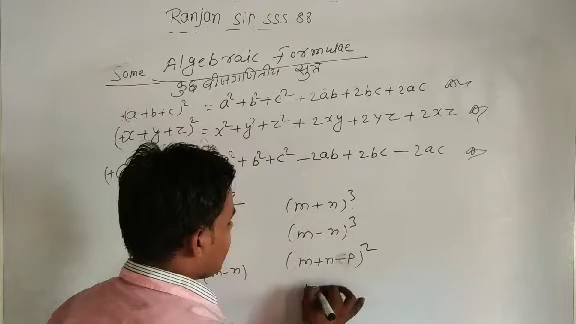 Ranjan sir sss 88
Some Algebraic Formulae
कुछ बीजगणितीय सुत्र
(+a+b+c)² = a²+b²+c²+2ab+2bc+2ac
(+x+y+z)² = x²+y²+z²+2xy+2yz+2xz
²+b²+c²-2ab+2bc-2ac
(m+n)³
(m-n)³
(m+n-p)²
-n)